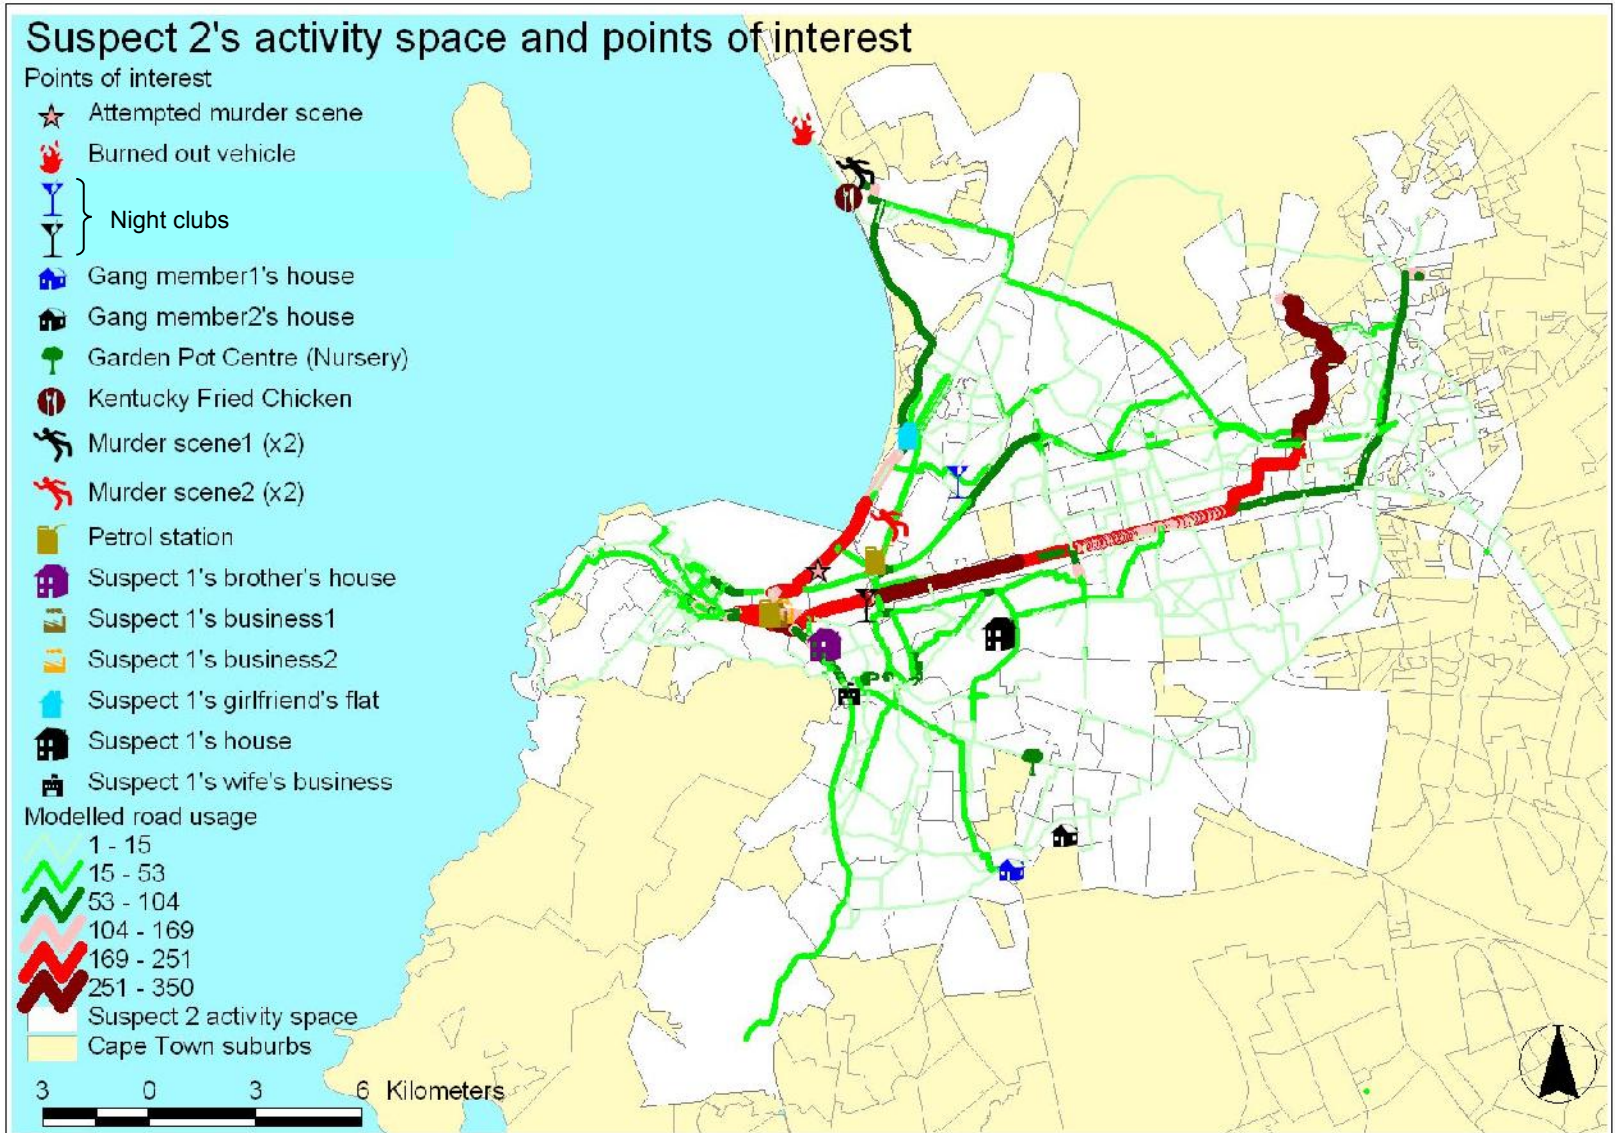 Suspect 2's activity space and points of interest
Points of interest
Attempted murder scene
Burned out vehicle
Night clubs
Gang member1's house
Gang member2's house
Garden Pot Centre (Nursery)
Kentucky Fried Chicken
Murder scene1 (x2)
Murder scene2 (x2)
Petrol station
Suspect 1's brother's house
Suspect 1's business1
Suspect 1's business2
Suspect 1's girlfriend's flat
Suspect 1's house
Suspect 1's wife's business
Modelled road usage
1 - 15
15 - 53
53 - 104
104 - 169
169 - 251
251 - 350
Suspect 2 activity space
Cape Town suburbs
3 0 3 6 Kilometers